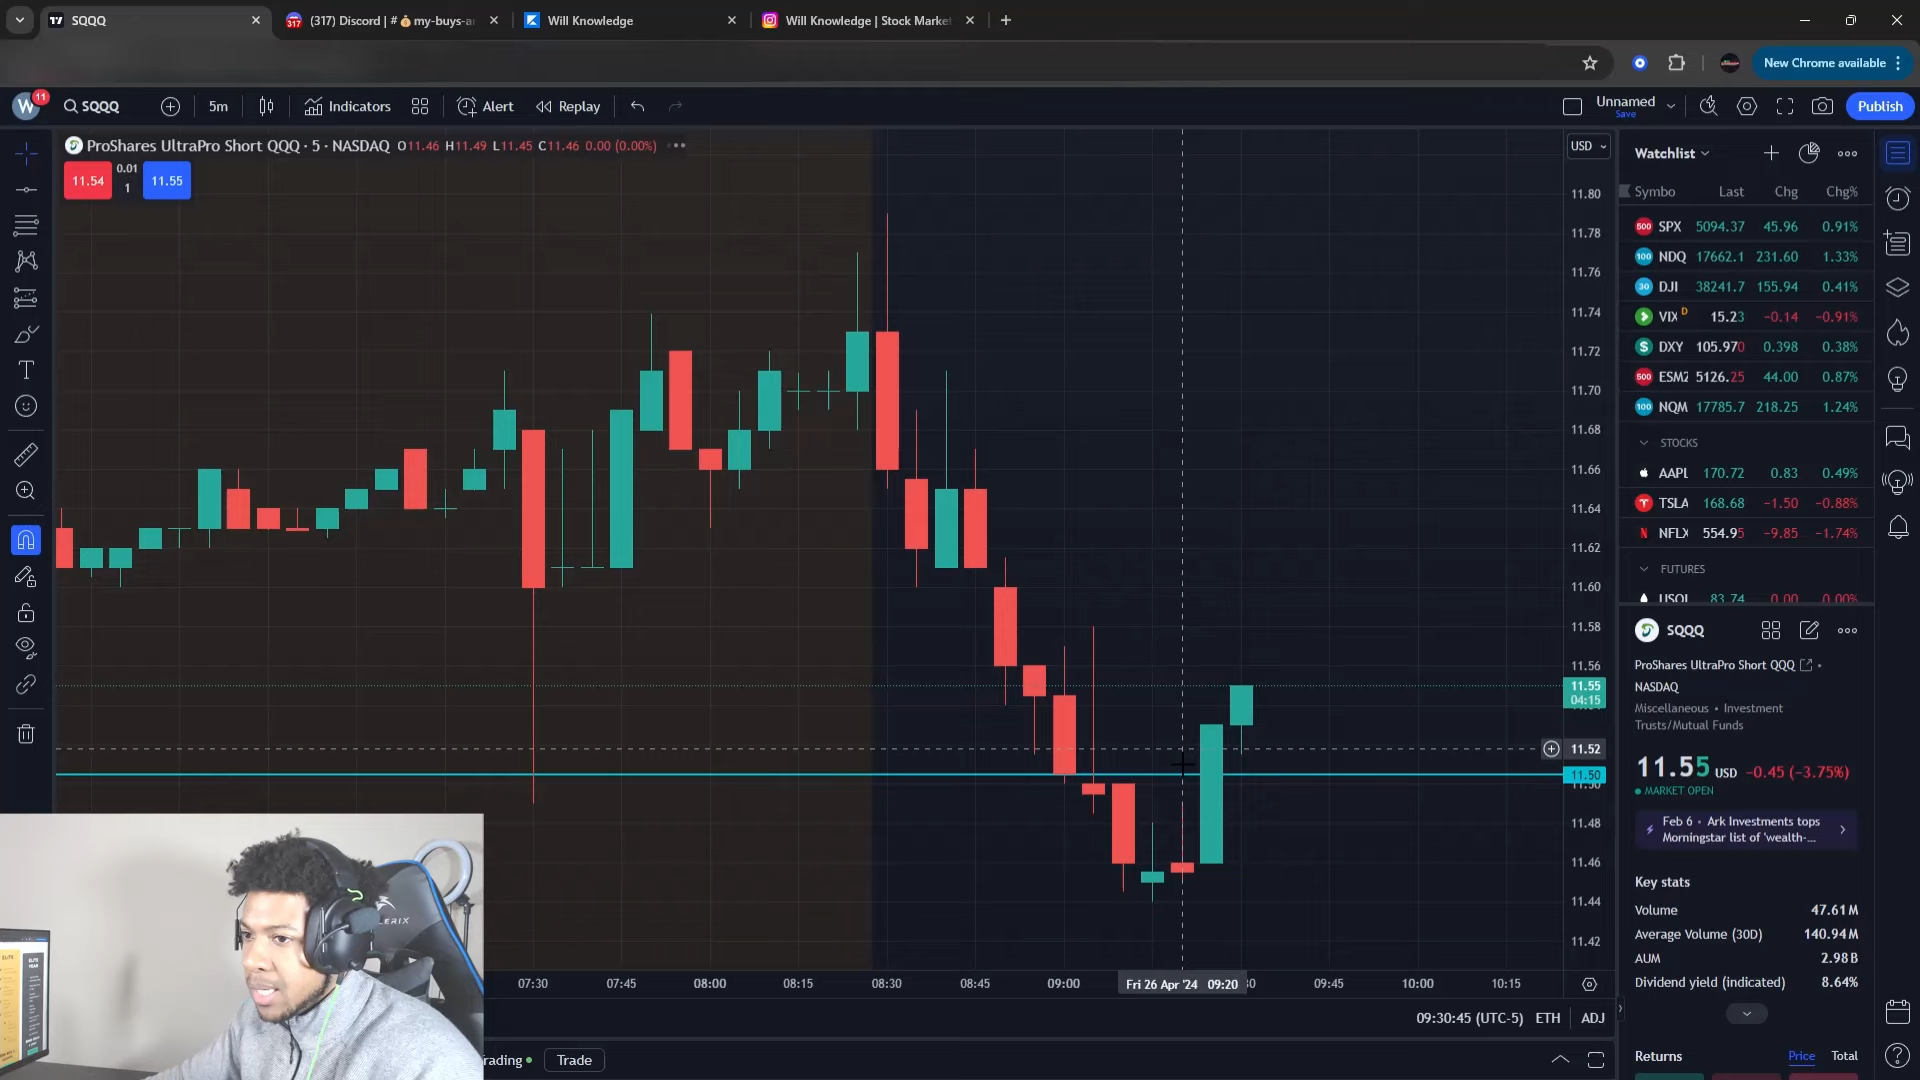 SQQQ
(317) Discord | # 💰my-buys-a
Will Knowledge
Will Knowledge | Stock Marke
New Chrome available
W 11 SQQQ 5m Indicators Alert Replay Unnamed Save Publish
ProShares UltraPro Short QQQ · 5 · NASDAQ O11.46 H11.49 L11.45 C11.46 0.00 (0.00%)
11.54 0.01 1 11.55
USD
11.80
11.78
11.76
11.74
11.72
11.70
11.68
11.66
11.64
11.62
11.60
11.58
11.56
11.55
04:15
11.52
11.50
11.48
11.46
11.44
11.42
07:30 07:45 08:00 08:15 08:30 08:45 09:00 Fri 26 Apr '24 09:20 09:45 10:00 10:15
09:30:45 (UTC-5) ETH ADJ
rading Trade
Watchlist
Symbo Last Chg Chg%
500 SPX 5094.37 45.96 0.91%
100 NDQ 17662.1 231.60 1.33%
30 DJI 38241.7 155.94 0.41%
VIX D 15.23 −0.14 −0.91%
$ DXY 105.970 0.398 0.38%
500 ESM2 5126.25 44.00 0.87%
100 NQM 17785.7 218.25 1.24%
STOCKS
AAPL 170.72 0.83 0.49%
TSLA 168.68 −1.50 −0.88%
N NFLX 554.95 −9.85 −1.74%
FUTURES
USOI 83.74 0.00 0.00%
SQQQ
ProShares UltraPro Short QQQ •
NASDAQ
Miscellaneous • Investment
Trusts/Mutual Funds
11.55 USD −0.45 (−3.75%)
MARKET OPEN
Feb 6 • Ark Investments tops
Morningstar list of 'wealth-...
Key stats
Volume 47.61M
Average Volume (30D) 140.94M
AUM 2.98B
Dividend yield (indicated) 8.64%
Returns Price Total